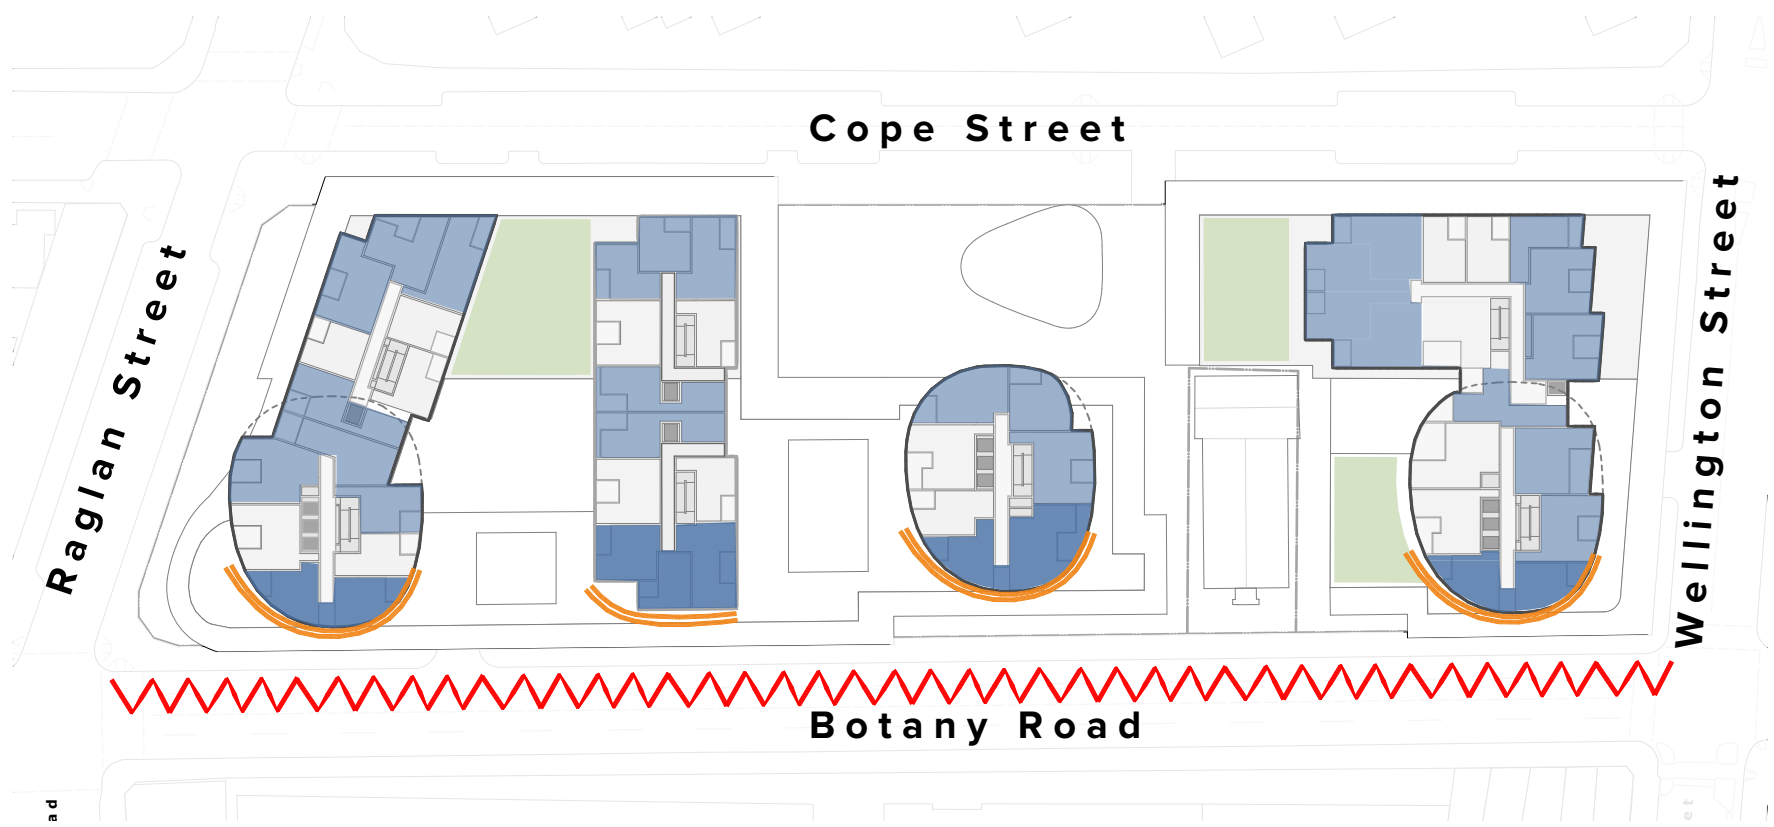 Cope Street
Raglan Street
Wellington Street
Botany Road